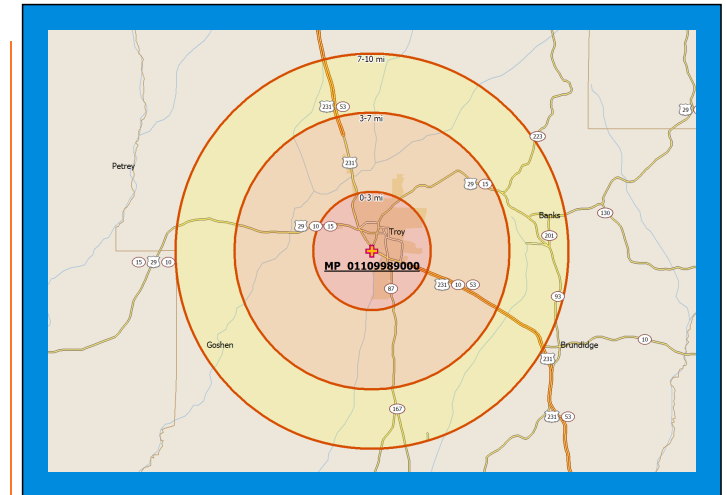 7-10 mi
231 53
29
3-7 mi
223
231
Petrey
29 15
0-3 mi
130
Banks
29 10 15
Troy
201
15 29 10
MP_01109989000
231 10 53
87
93
10
Goshen
Brundidge
231
167
231 53